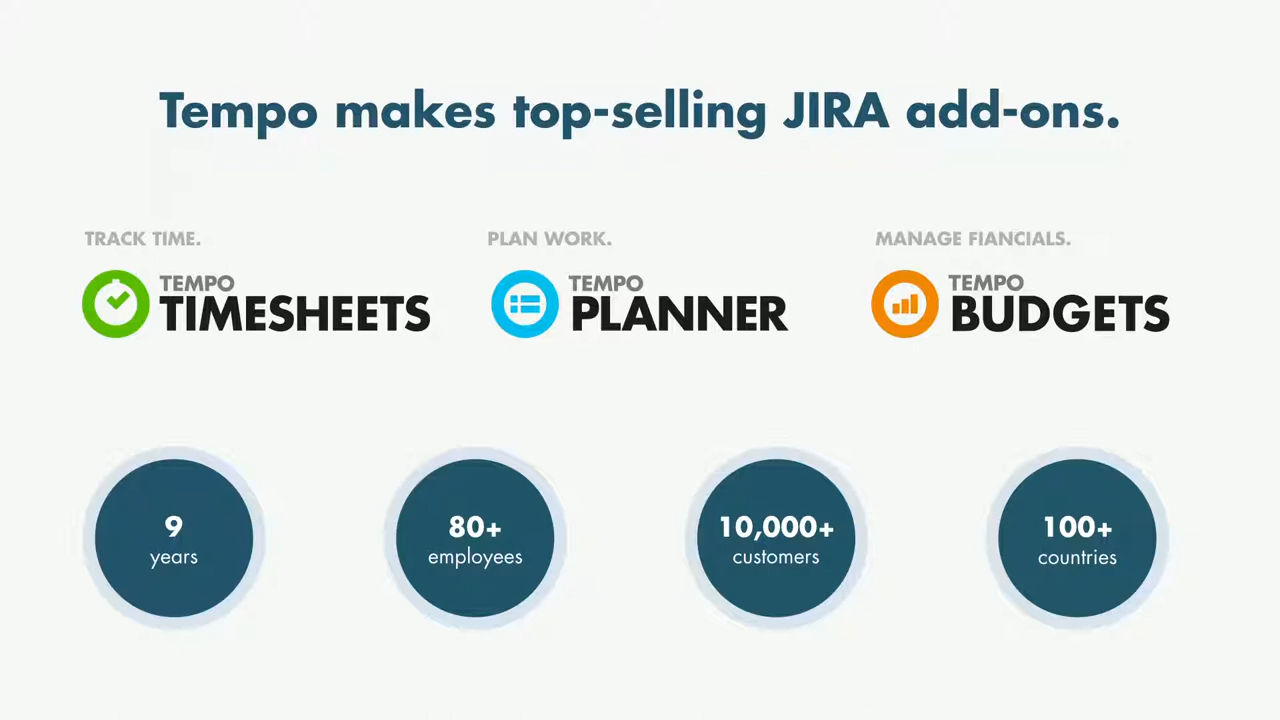 Tempo makes top-selling JIRA add-ons.
TRACK TIME.
TEMPO
TIMESHEETS
PLAN WORK.
TEMPO
PLANNER
MANAGE FIANCIALS.
TEMPO
BUDGETS
9
years
80+
employees
10,000+
customers
100+
countries